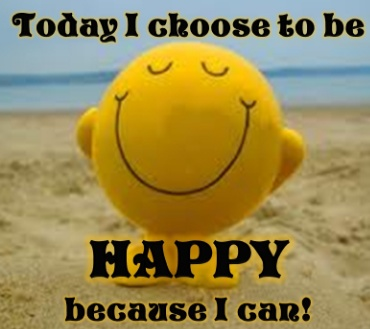 Today I choose to be
HAPPY
because I can!